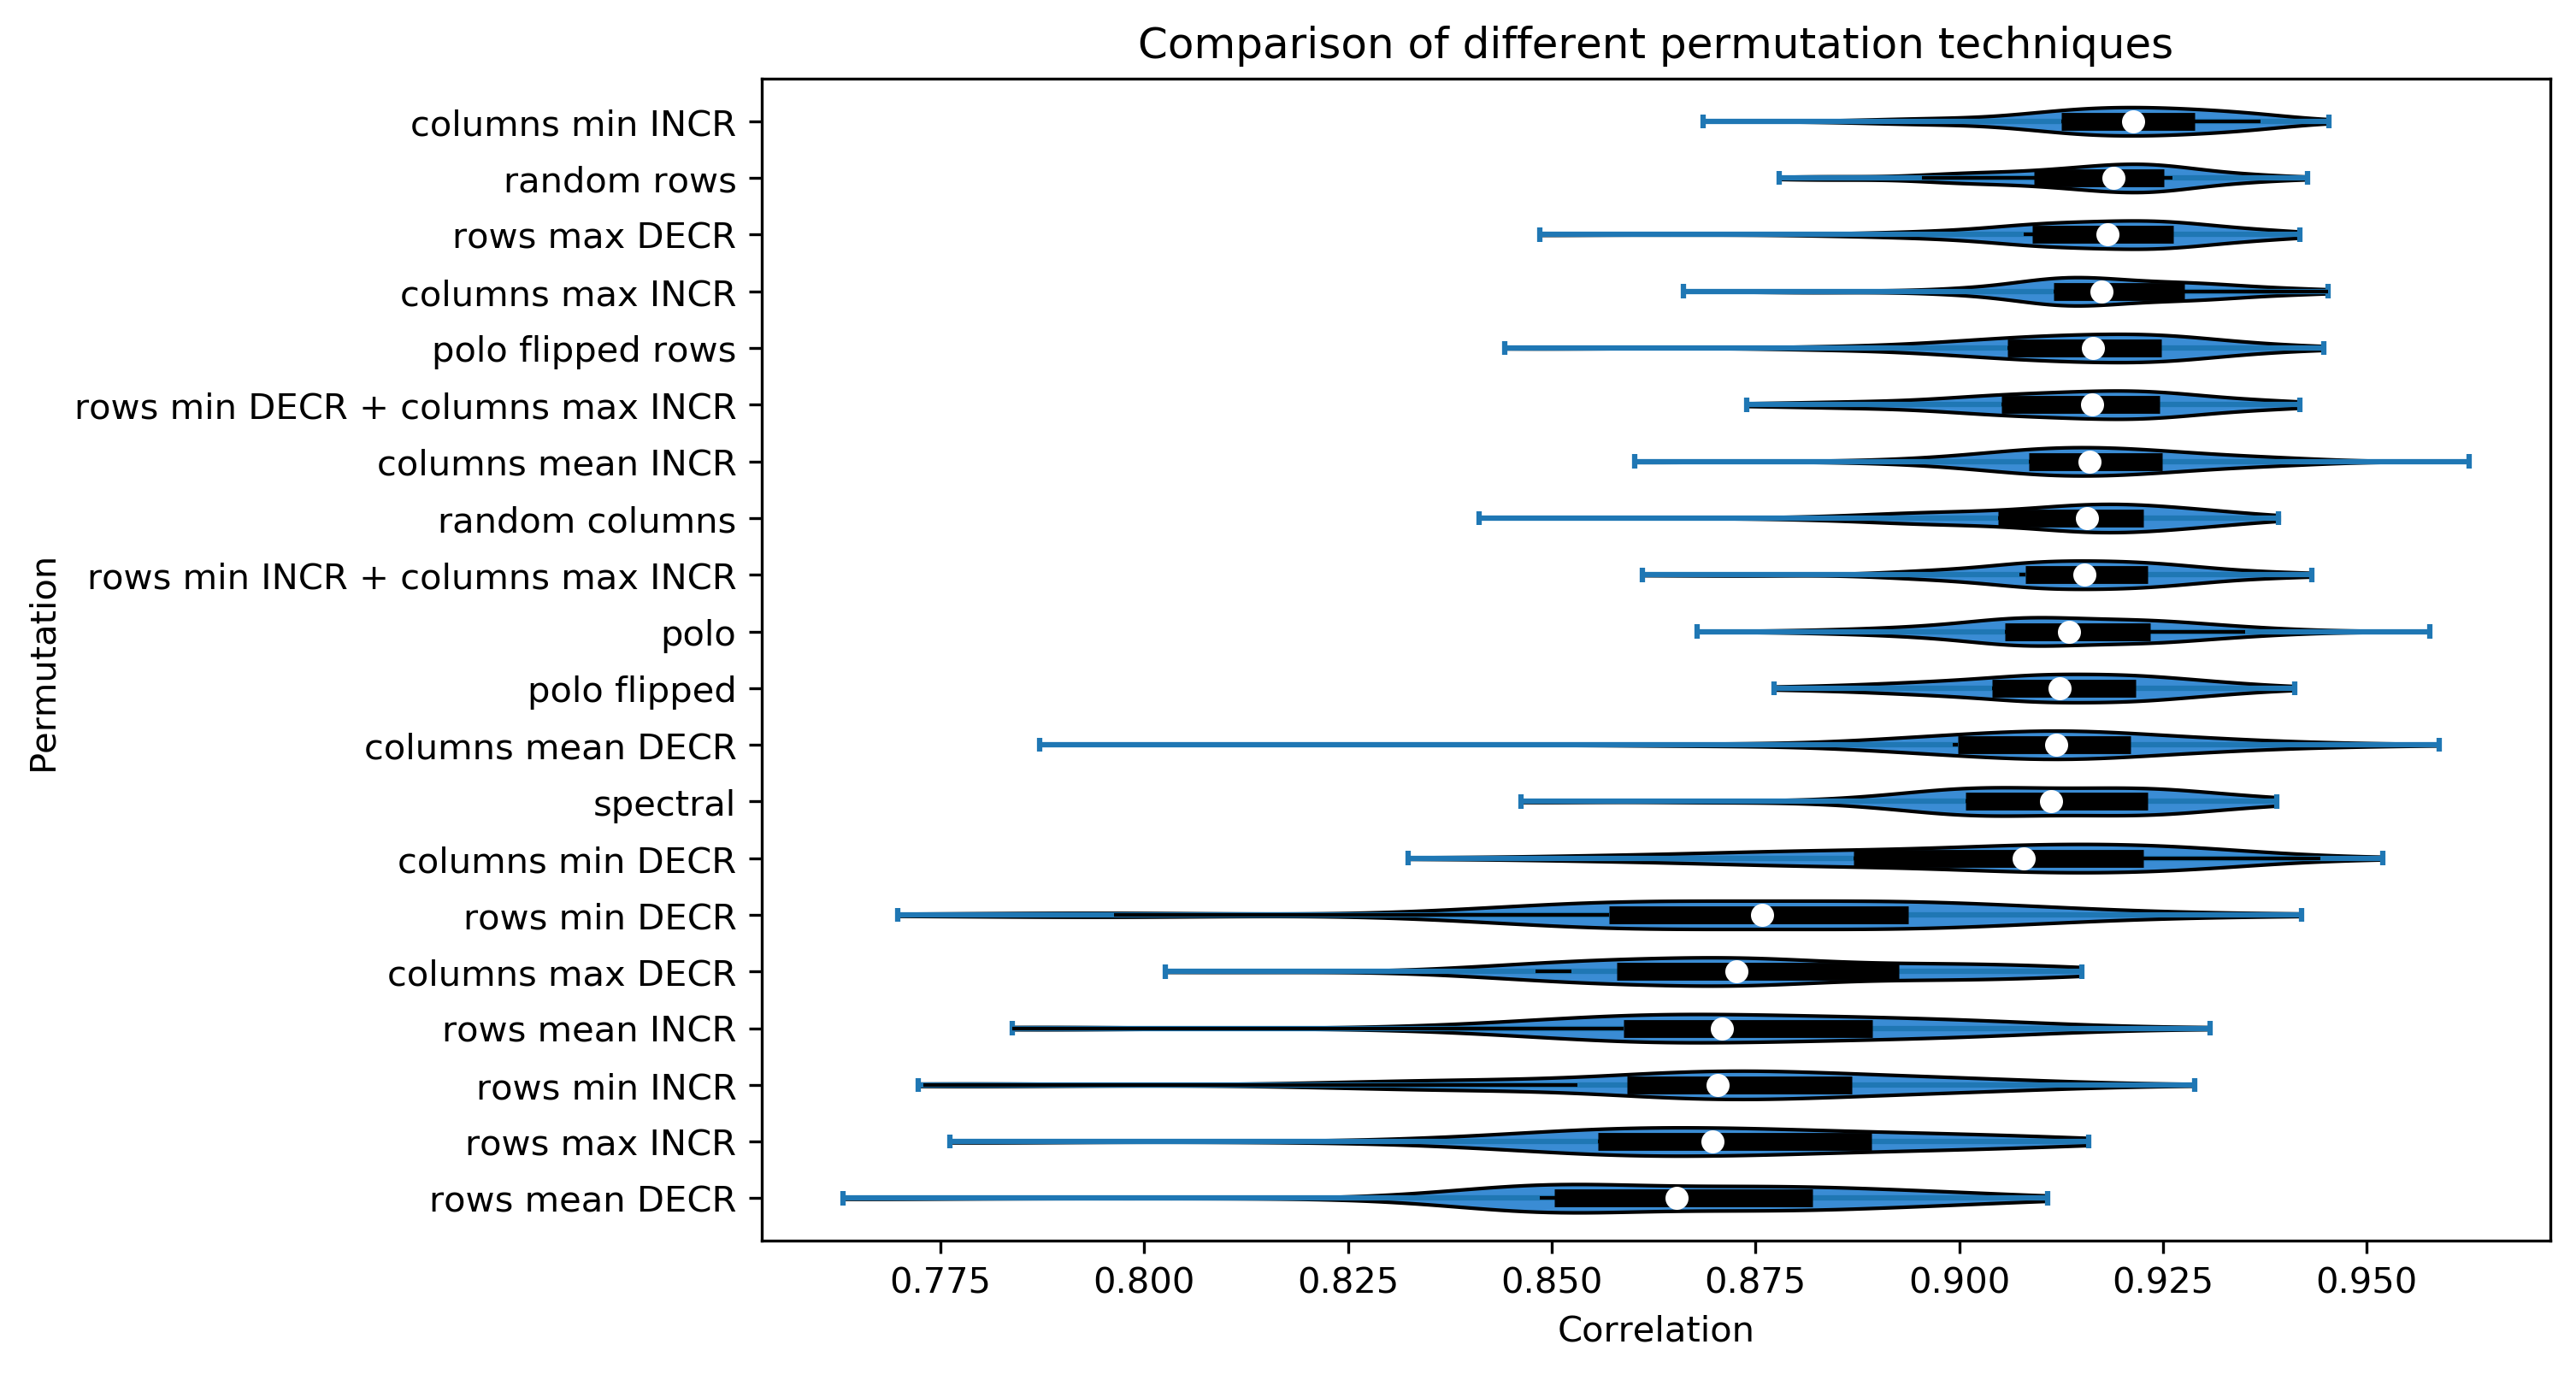 Comparison of different permutation techniques
Permutation
columns min INCR
random rows
rows max DECR
columns max INCR
polo flipped rows
rows min DECR + columns max INCR
columns mean INCR
random columns
rows min INCR + columns max INCR
polo
polo flipped
columns mean DECR
spectral
columns min DECR
rows min DECR
columns max DECR
rows mean INCR
rows min INCR
rows max INCR
rows mean DECR
0.775 0.800 0.825 0.850 0.875 0.900 0.925 0.950
Correlation